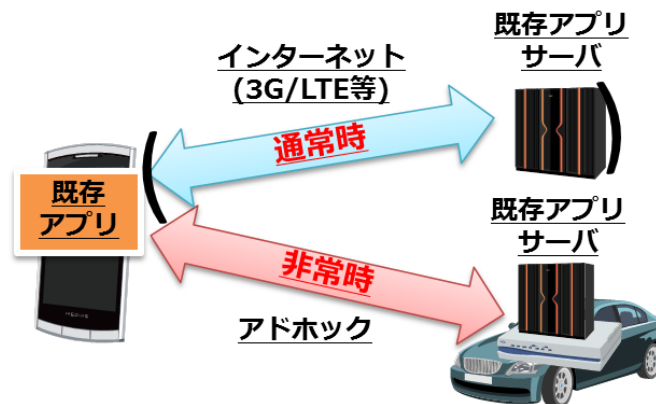 既存アプリ
サーバ
インターネット
(3G/LTE等)
通常時
既存
アプリ
既存アプリ
サーバ
非常時
アドホック
MEDIAS